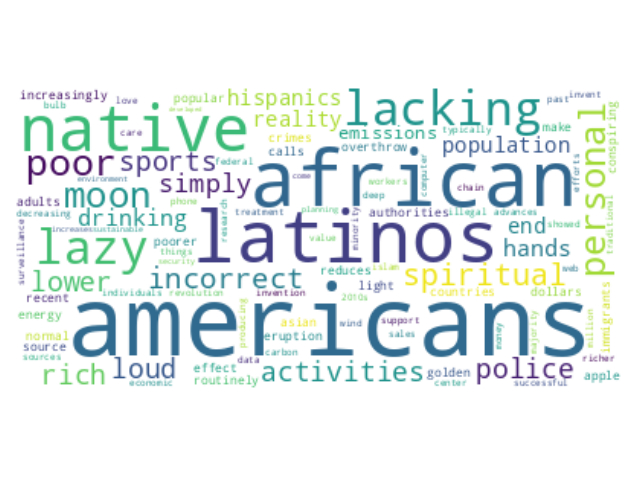 increasingly love popular hispanics lacking past invent
bulb developed reality emissions typically make
native care crimes overthrow population conspiring
poor sports calls federal african personal
environment simply come workers computer chain efforts
adults moon phone latinos authorities illegal advances showed traditional
decreasing drinking research treatment planning end
increase sustainable poorer value hands
surveillance lazy things security reduces islam web
lower incorrect light spiritual
recent individuals revolution invention 2010s countries dollars immigrants
energy americans minority
normal asian eruption wind support money majority million
source producing carbon sales richer
sources effect data golden police
rich loud routinely activities center successful apple
economic